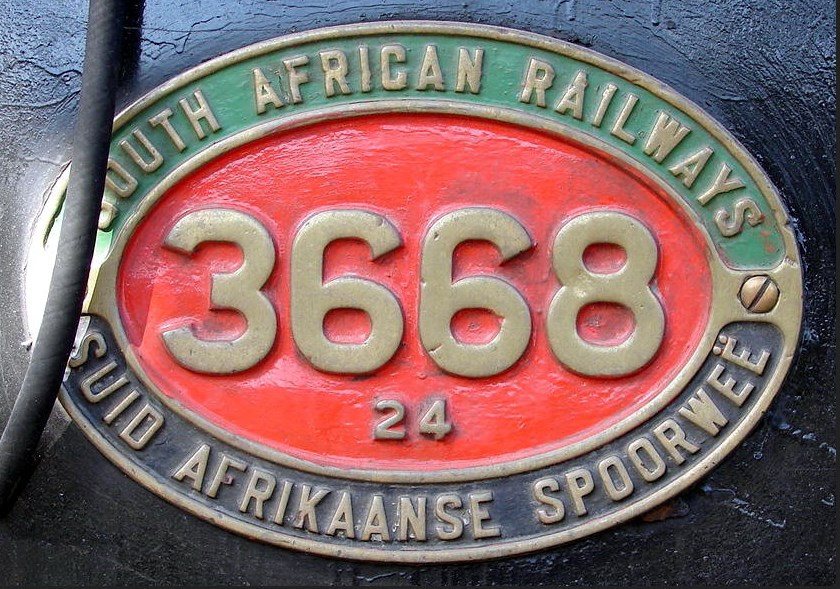 SOUTH AFRICAN RAILWAYS
3668
24
SUID AFRIKAANSE SPOORWEË